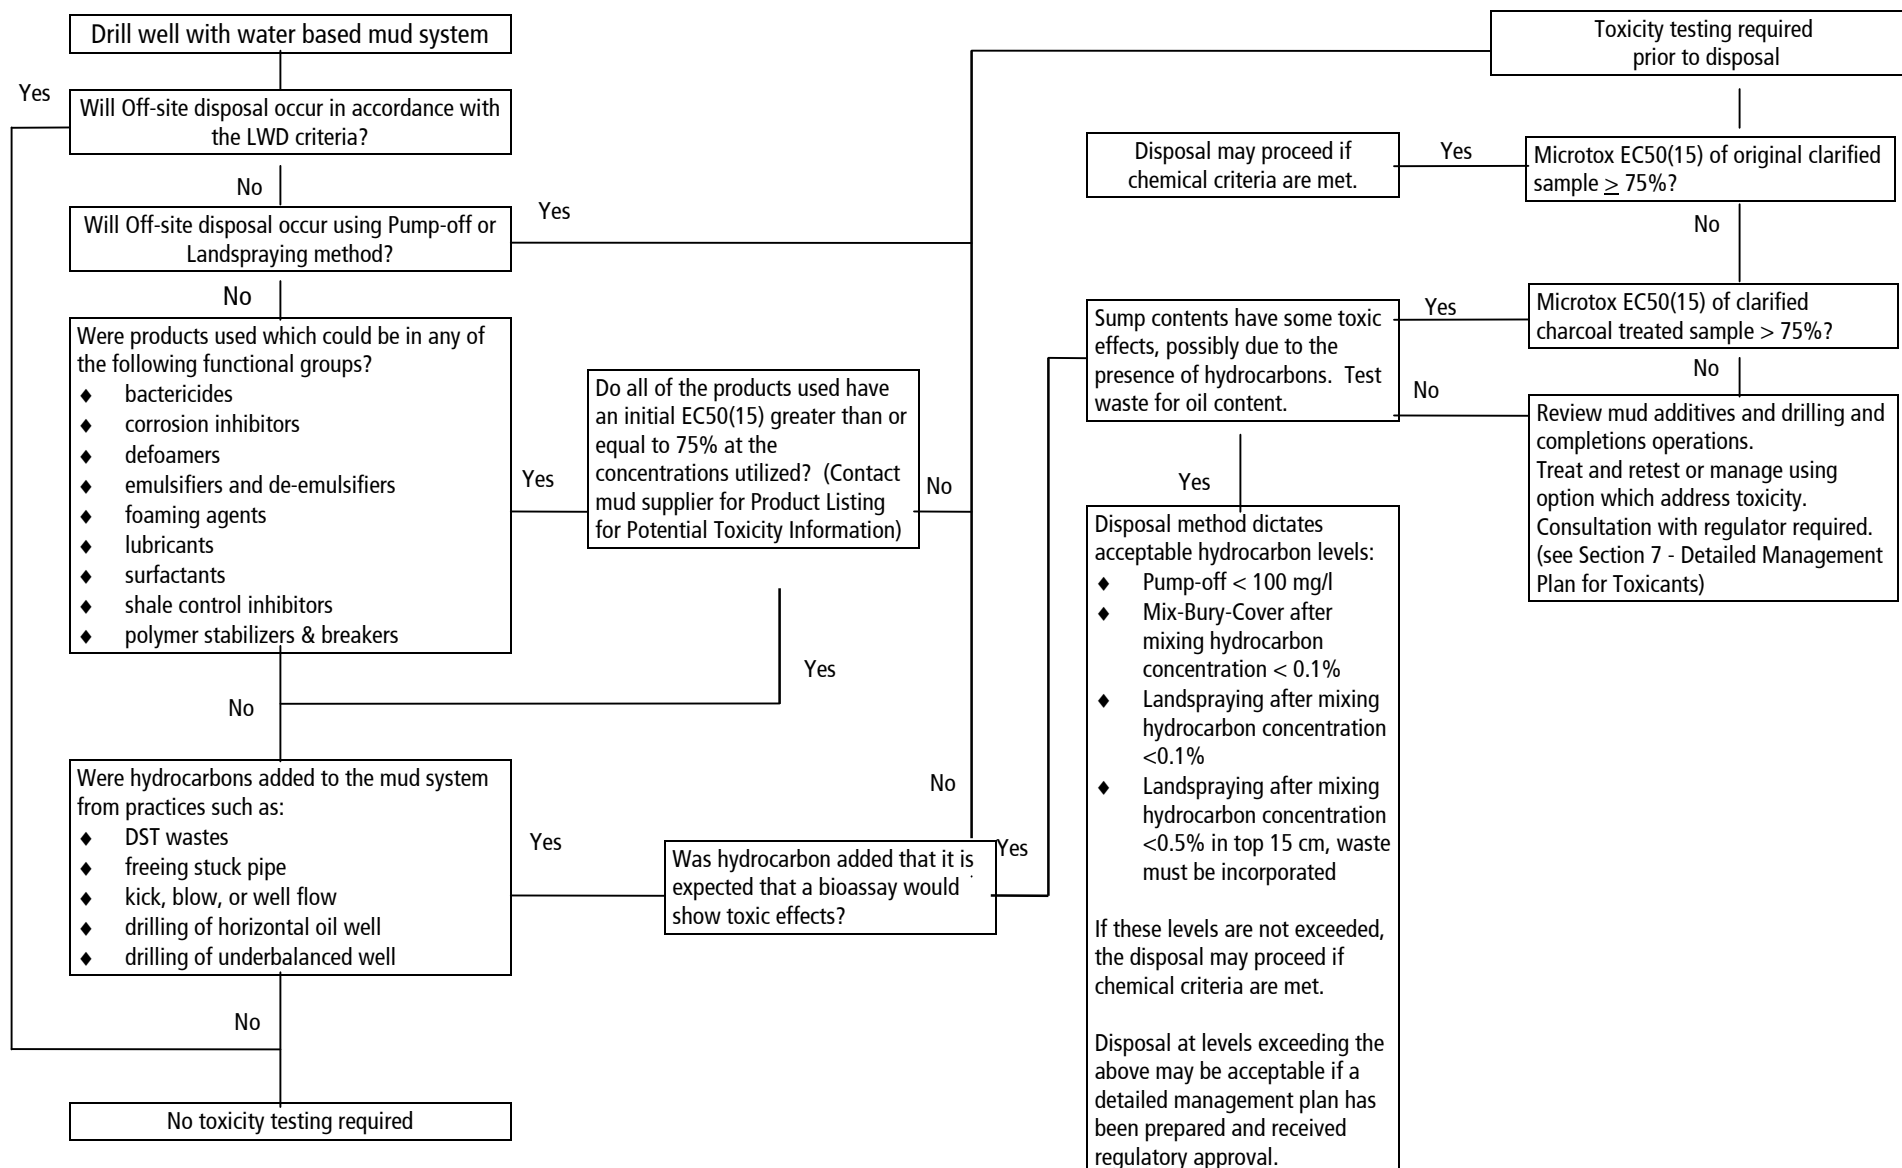 Drill well with water based mud system
Yes
Will Off-site disposal occur in accordance with
the LWD criteria?
No
Will Off-site disposal occur using Pump-off or
Landspraying method?
Yes
No
Were products used which could be in any of
the following functional groups?
♦ bactericides
♦ corrosion inhibitors
♦ defoamers
♦ emulsifiers and de-emulsifiers
♦ foaming agents
♦ lubricants
♦ surfactants
♦ shale control inhibitors
♦ polymer stabilizers & breakers
Yes
Do all of the products used have
an initial EC50(15) greater than or
equal to 75% at the
concentrations utilized? (Contact
mud supplier for Product Listing
for Potential Toxicity Information)
No
Yes
No
Were hydrocarbons added to the mud system
from practices such as:
♦ DST wastes
♦ freeing stuck pipe
♦ kick, blow, or well flow
♦ drilling of horizontal oil well
♦ drilling of underbalanced well
Yes
No
Was hydrocarbon added that it is
expected that a bioassay would
show toxic effects?
Yes
No
No toxicity testing required
Toxicity testing required
prior to disposal
Microtox EC50(15) of original clarified
sample > 75%?
Yes
Disposal may proceed if
chemical criteria are met.
No
Microtox EC50(15) of clarified
charcoal treated sample > 75%?
Yes
Sump contents have some toxic
effects, possibly due to the
presence of hydrocarbons. Test
waste for oil content.
No
No
Review mud additives and drilling and
completions operations.
Treat and retest or manage using
option which address toxicity.
Consultation with regulator required.
(see Section 7 - Detailed Management
Plan for Toxicants)
Yes
Disposal method dictates
acceptable hydrocarbon levels:
♦ Pump-off < 100 mg/l
♦ Mix-Bury-Cover after
mixing hydrocarbon
concentration < 0.1%
♦ Landspraying after mixing
hydrocarbon concentration
<0.1%
♦ Landspraying after mixing
hydrocarbon concentration
<0.5% in top 15 cm, waste
must be incorporated
If these levels are not exceeded,
the disposal may proceed if
chemical criteria are met.
Disposal at levels exceeding the
above may be acceptable if a
detailed management plan has
been prepared and received
regulatory approval.